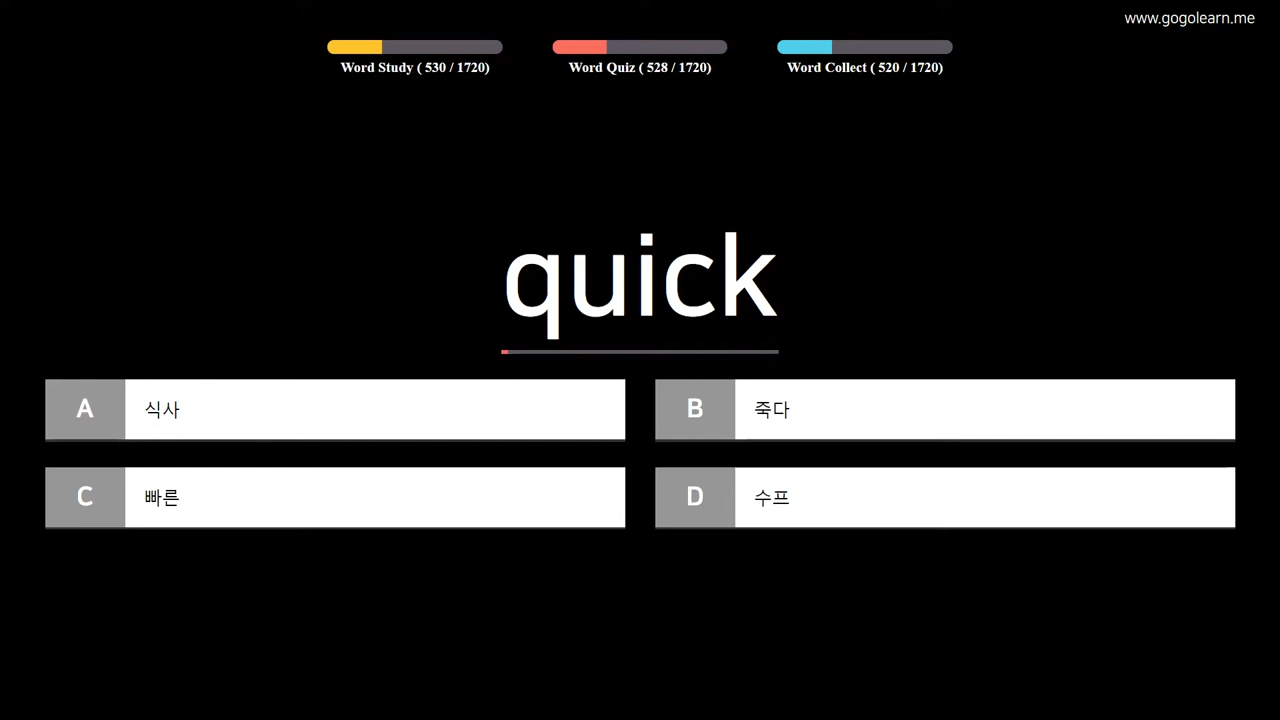 www.gogolearn.me
Word Study ( 530 / 1720)
Word Quiz ( 528 / 1720)
Word Collect ( 520 / 1720)
quick
A 식사
B 죽다
C 빠른
D 수프